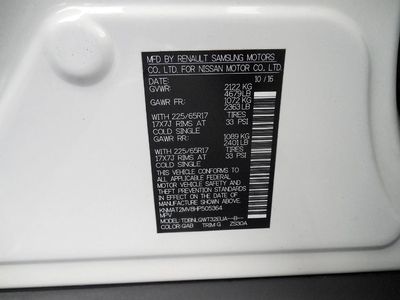 MFD BY RENAULT SAMSUNG MOTORS
CO. LTD. FOR NISSAN MOTOR CO. LTD.
DATE: 10/16
GVWR: 2122 KG
4679 LB
GAWR FR: 1072 KG
2363 LB
WITH 225/65R17 TIRES
17X7J RIMS AT 33 PSI
COLD SINGLE
GAWR RR: 1089 KG
2401 LB
WITH 225/65R17 TIRES
17X7J RIMS AT 33 PSI
COLD SINGLE
THIS VEHICLE CONFORMS TO
ALL APPLICABLE FEDERAL
MOTOR VEHICLE SAFETY,
THEFT PREVENTION STANDARDS
IN EFFECT ON THE DATE OF
MANUFACTURE SHOWN ABOVE.
KNMAT2MV8HP505364
MPV
COLOR: QAB TRIM G